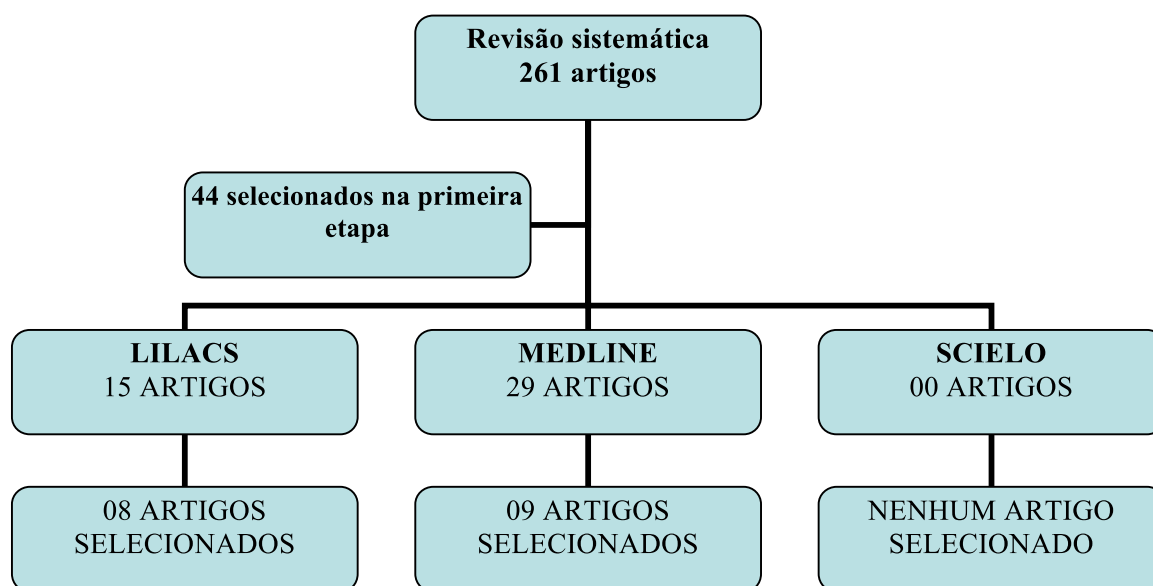 Revisão sistemática
261 artigos
44 selecionados na primeira
etapa
LILACS
15 ARTIGOS
MEDLINE
29 ARTIGOS
SCIELO
00 ARTIGOS
08 ARTIGOS
SELECIONADOS
09 ARTIGOS
SELECIONADOS
NENHUM ARTIGO
SELECIONADO